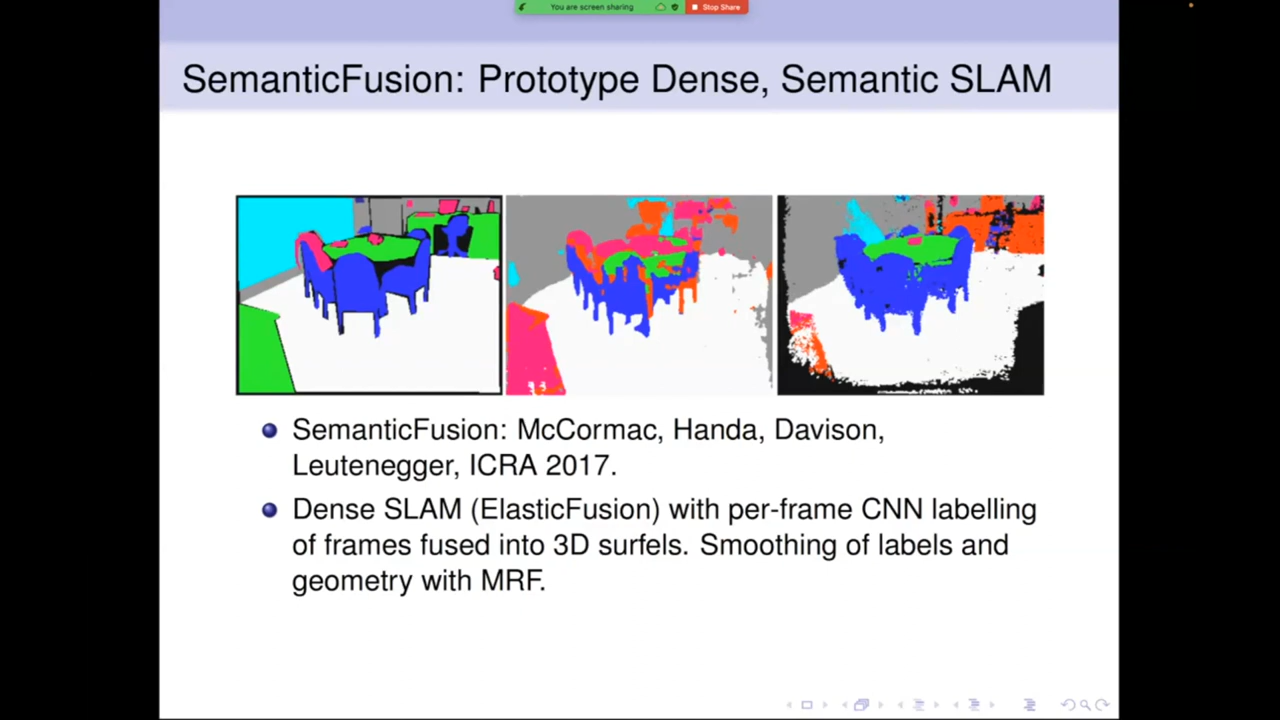 You are screen sharing
Stop Share
SemanticFusion: Prototype Dense, Semantic SLAM
SemanticFusion: McCormac, Handa, Davison,
Leutenegger, ICRA 2017.
Dense SLAM (ElasticFusion) with per-frame CNN labelling
of frames fused into 3D surfels. Smoothing of labels and
geometry with MRF.